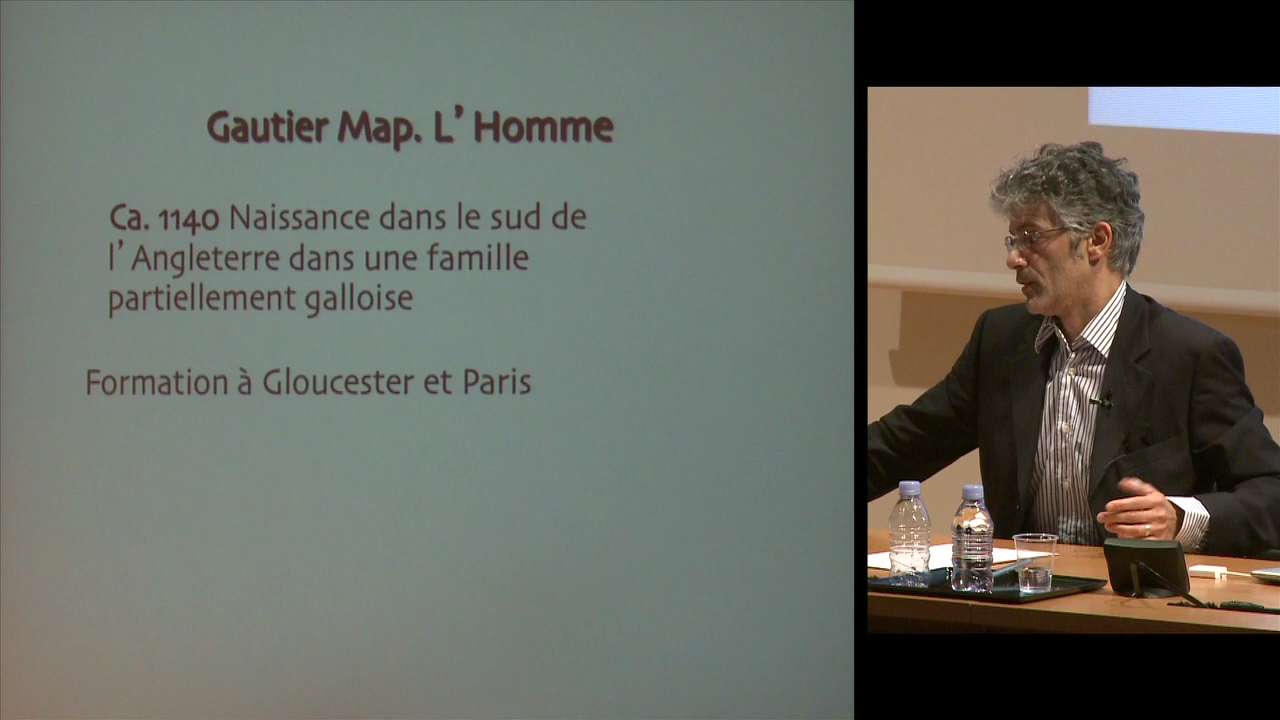 Gautier Map. L’ Homme
Ca. 1140 Naissance dans le sud de
l’ Angleterre dans une famille
partiellement galloise
Formation à Gloucester et Paris